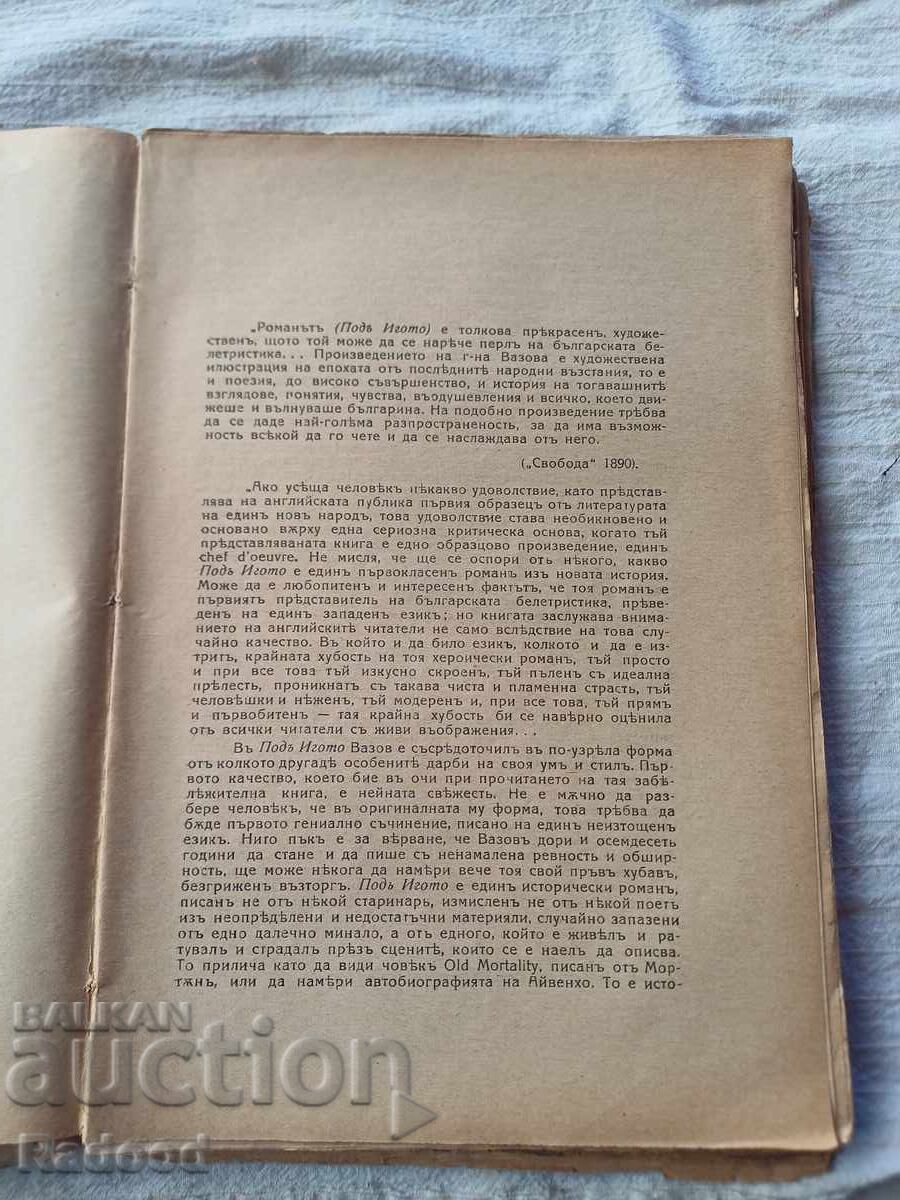 „Романътъ (Подъ Игото) е толкова прѣкрасенъ, художе-
ственъ, щото той може да се нарѣче перлъ на българската бе-
летристика... Произведението на г-на Вазова е художествена
илюстрация на епохата отъ послѣднитѣ народни възстания, то е
и поезия, до високо съвършенство, и история на тогавашнитѣ
взглядове, понятия, чувства, въодушевления и всичко, което дви-
жеше и вълнуваше българина. На подобно произведение трѣбва
да се даде най-голѣма разпространеность, за да има възмож-
ность всѣкой да го чете и да се наслаждава отъ него.
(„Свобода“ 1890).
„Ако усѣща человѣкъ нѣкакво удоволствие, като прѣдстав-
лява на английската публика първия образецъ отъ литературата
на единъ новъ народъ, това удоволствие става необикновено и
основано вѫрху една сериозна критическа основа, когато тъй
прѣдставляваната книга е едно образцово произведение, единъ
chef d'oeuvre. Не мисля, че ще се оспори отъ нѣкого, какво
Подъ Игото е единъ първокласенъ романъ изъ новата история.
Може да е любопитенъ и интересенъ фактътъ, че тоя романъ е
първиятъ прѣдставитель на българската белетристика, прѣве-
денъ на единъ западенъ езикъ; но книгата заслужава внима-
нието на английскитѣ читатели не само вслѣдствие на това слу-
чайно качество. Въ който и да било езикъ, колкото и да е из-
тритъ, крайната хубость на тоя хероически романъ, тъй просто
и при все това тъй изкусно скроенъ, тъй пъленъ съ идеална
прѣлесть, проникнатъ съ такава чиста и пламенна страсть, тъй
человѣшки и нѣженъ, тъй модеренъ и, при все това, тъй прямъ
и първобитенъ — тая крайна хубость би се навѣрно оцѣнила
отъ всички читатели съ живи въображения...
Въ Подъ Игото Вазов е съсрѣдоточилъ въ по-узрѣла форма
отъ колкото другадѣ особенитѣ дарби на своя умъ и стилъ. Пър-
вото качество, което бие въ очи при прочитането на тая забѣ-
лѣжителна книга, е нейната свѣжесть. Не е мѫчно да раз-
бере человѣкъ, че въ оригиналната му форма, това трѣбва да
бѫде първото гениално съчинение, писано на единъ неизтощенъ
езикъ. Нито пъкъ е за вѣрване, че Вазовъ дори и осемдесеть
години да стане и да пише съ ненамалена ревность и обшир-
ность, ще може нѣкога да намѣри вече тоя свой пръвъ хубавъ,
безгриженъ възторгъ. Подъ Игото е единъ исторически романъ,
писанъ не отъ нѣкой старинаръ, измисленъ не отъ нѣкой поетъ
изъ неопрѣдѣлени и недостатъчни материяли, случайно запазени
отъ едно далечно минало, а отъ едного, който е живѣлъ и ра-
тувалъ и страдалъ прѣзъ сценитѣ, които се е наелъ да описва.
То прилича като да види човѣкъ Old Mortality, писан отъ Мор-
тѫнъ, или да намѣри автобиографията на Айвенхо. То е исто-
BALKAN
auction
Radood